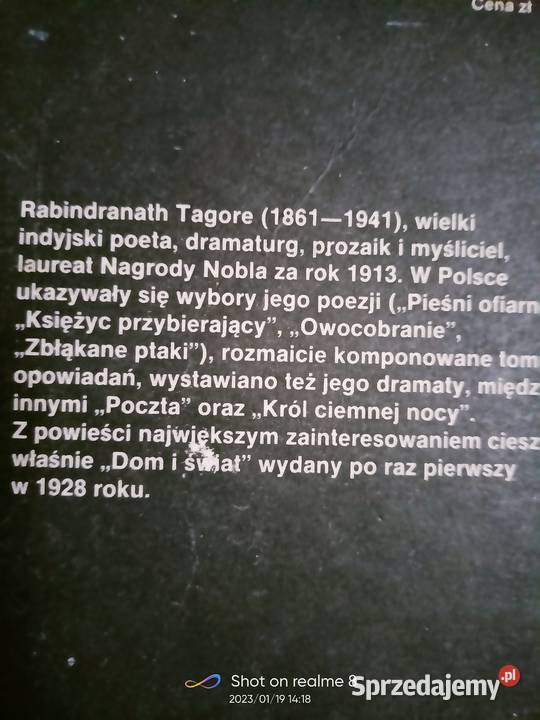 Cena zł
Rabindranath Tagore (1861—1941), wielki
indyjski poeta, dramaturg, prozaik i myśliciel,
laureat Nagrody Nobla za rok 1913. W Polsce
ukazywały się wybory jego poezji („Pieśni ofiarn
„Księżyc przybierający”, „Owocobranie”,
„Zbłąkane ptaki”), rozmaicie komponowane tom
opowiadań, wystawiano też jego dramaty, międz
innymi „Poczta” oraz „Król ciemnej nocy”.
Z powieści największym zainteresowaniem ciesz
właśnie „Dom i świat” wydany po raz pierwszy
w 1928 roku.
Shot on realme 8
2023/01/19 14:18
Sprzedajemy.pl